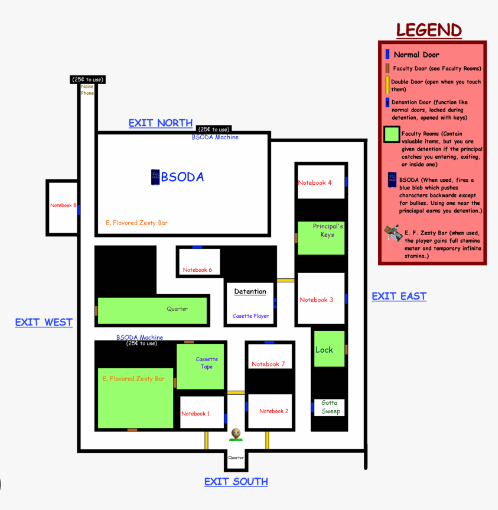 LEGEND
Normal Door
Faculty Door (see Faculty Rooms)
Double Door (open when you touch
them)
Detention Door (function like
normal doors, locked during
detention, opened with keys)
Faculty Rooms (Contain
valuable items, but you are
given detention if the principal
catches you entering, exiting,
or inside one)
BSODA (When used, fires a
blue blob which pushes
characters backwards except
for bullies. Using one near the
principal earns you detention.)
E. F. Zesty Bar (when used,
the player gains full stamina
meter and temporary infinite
stamina.)
(25¢ to use)
Phone
EXIT NORTH
(25¢ to use)
BSODA Machine
BSODA
E. Flavored Zesty Bar
Notebook 4
Principal's
Keys
Notebook 6
Detention
Cassette Player
Notebook 3
EXIT EAST
Quarter
EXIT WEST
BSODA Machine
(25¢ to use)
Lock
Cassette
Tape
Notebook 7
E. Flavored Zesty Bar
Notebook 1
Notebook 2
Gotta
Sweep
Quarter
EXIT SOUTH